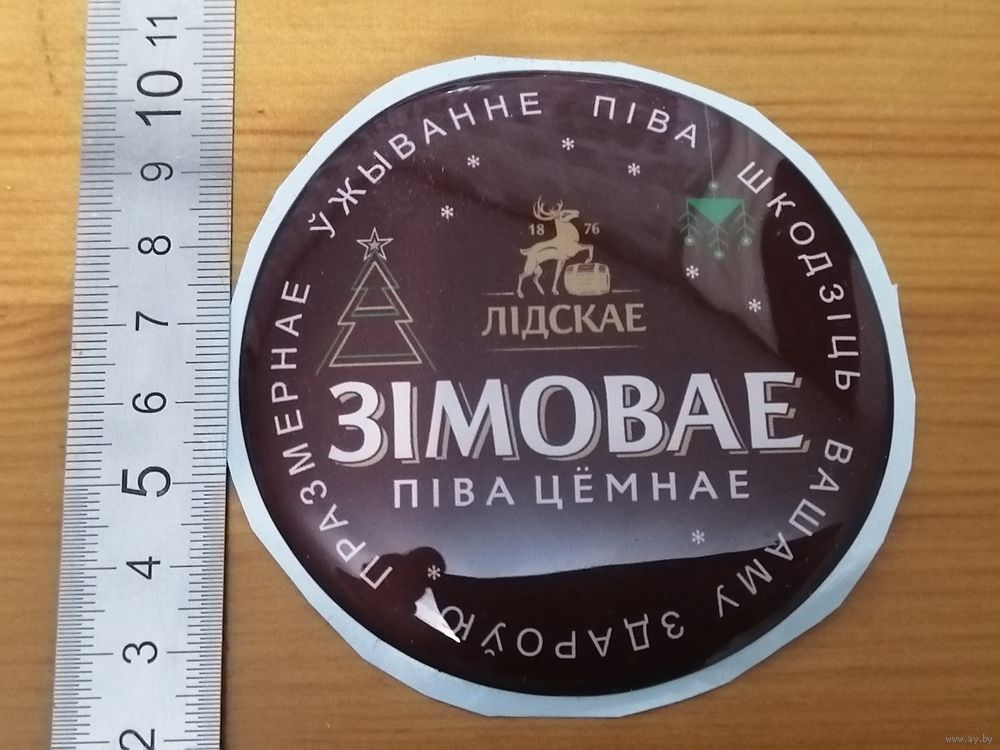 11
10
9
8
7
6
5
4
3
2
ПРАЗМЕРНАЕ ЎЖЫВАННЕ ПІВА ШКОДЗІЦЬ ВАШАМУ ЗДАРОЎЮ
18 76
ЛІДСКАЕ
ЗІМОВАЕ
ПІВА ЦЁМНАЕ
www.ay.by